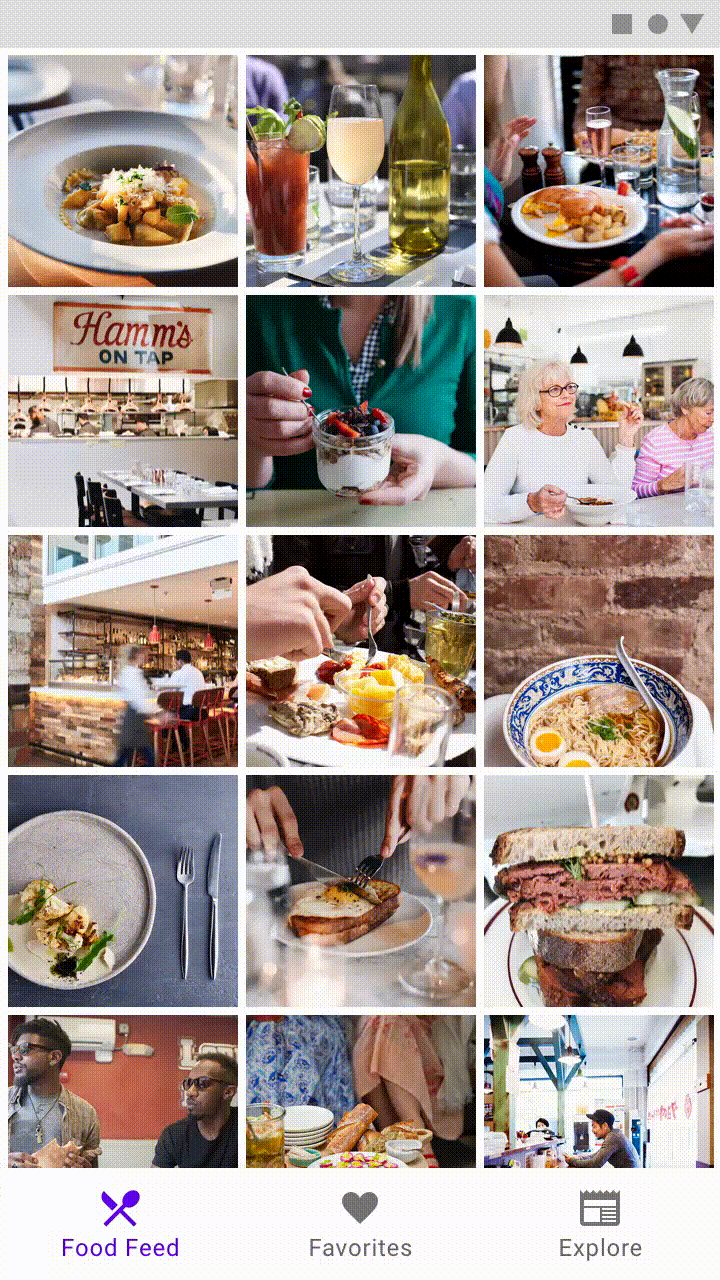 Hamm's
ON TAP
Food Feed
Favorites
Explore